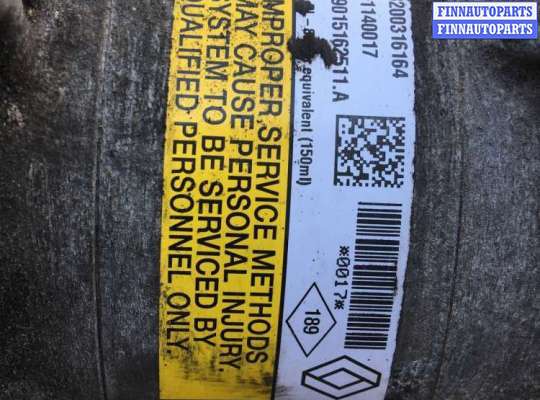 FINNAUTOPARTS
FINNAUTOPARTS
200316164
1140017
9015162511.A
equivalent (150ml)
*0017*
189
IMPROPER SERVICE METHODS
MAY CAUSE PERSONAL INJURY.
SYSTEM TO BE SERVICED BY
QUALIFIED PERSONNEL ONLY.